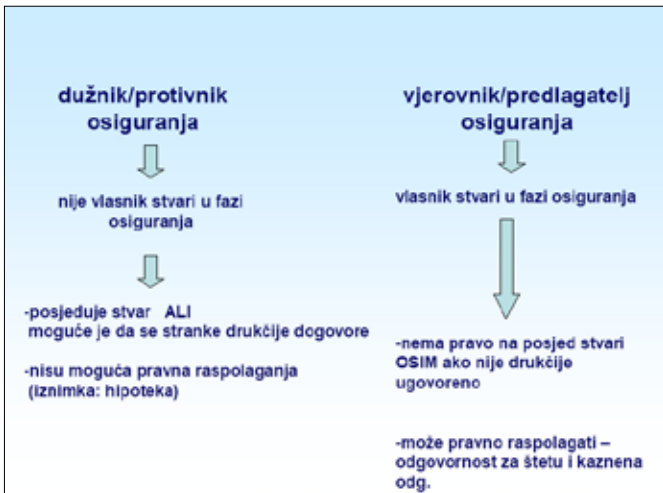 dužnik/protivnik
osiguranja
nije vlasnik stvari u fazi
osiguranja
-posjeduje stvar ALI
moguće je da se stranke drukčije dogovore
-nisu moguća pravna raspolaganja
(iznimka: hipoteka)
vjerovnik/predlagatelj
osiguranja
vlasnik stvari u fazi osiguranja
-nema pravo na posjed stvari
OSIM ako nije drukčije
ugovoreno
-može pravno raspolagati –
odgovornost za štetu i kaznena
odg.